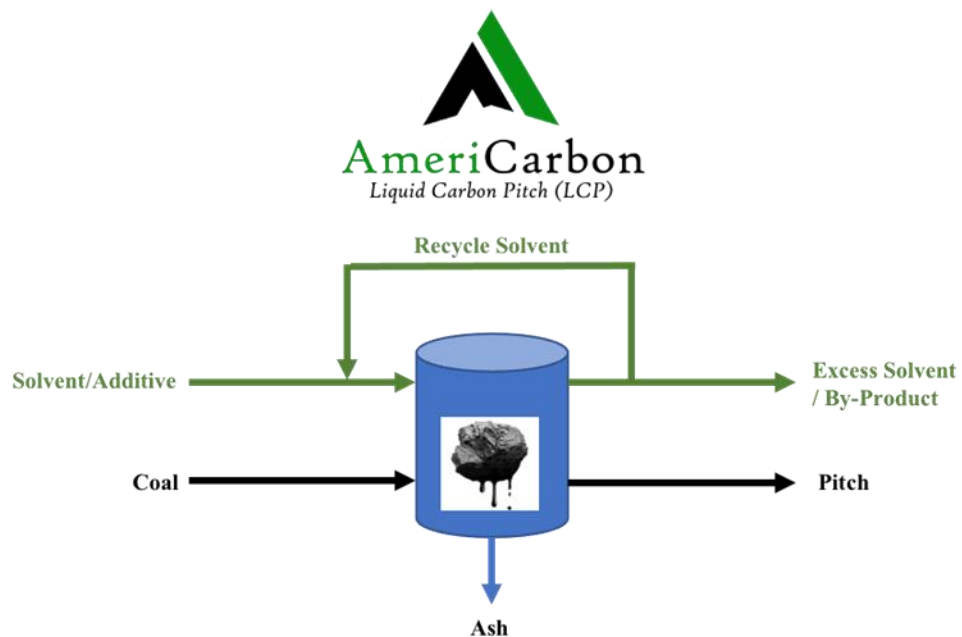 AmeriCarbon
Liquid Carbon Pitch (LCP)
Recycle Solvent
Solvent/Additive
Excess Solvent
/ By-Product
Coal
Pitch
Ash